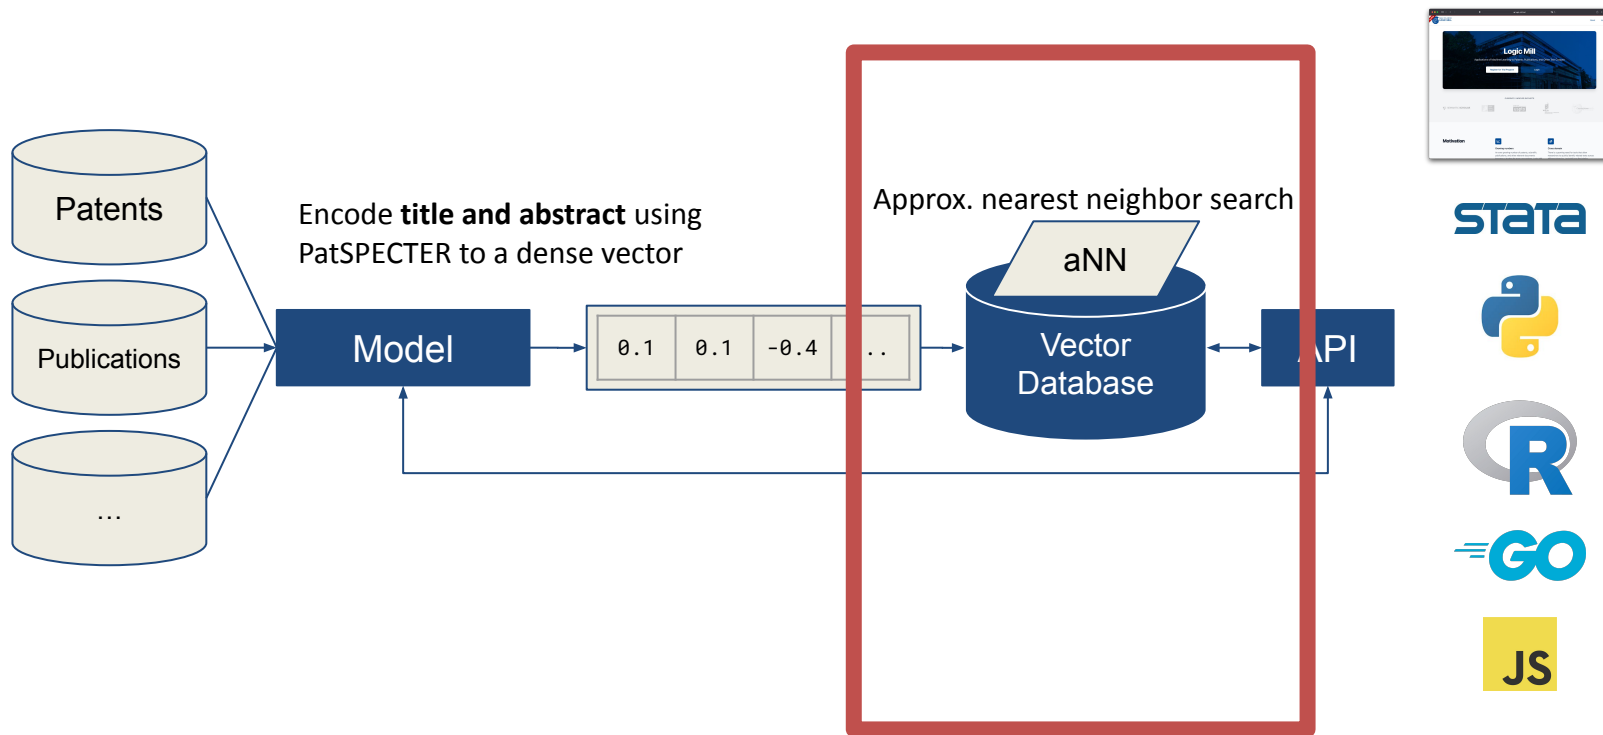 Patents
Publications
...
Encode title and abstract using
PatSPECTER to a dense vector
Model
0.1 0.1 -0.4 ..
Approx. nearest neighbor search
aNN
Vector
Database
API
Logic Mill
Motivation
STATA
R
GO
JS